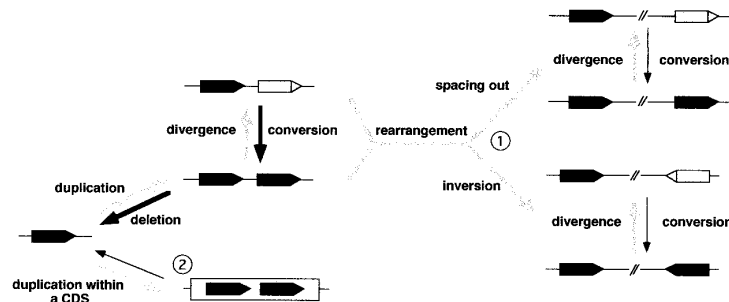 divergence
conversion
spacing out
divergence
conversion
rearrangement
1
duplication
inversion
deletion
divergence
conversion
2
duplication within
a CDS